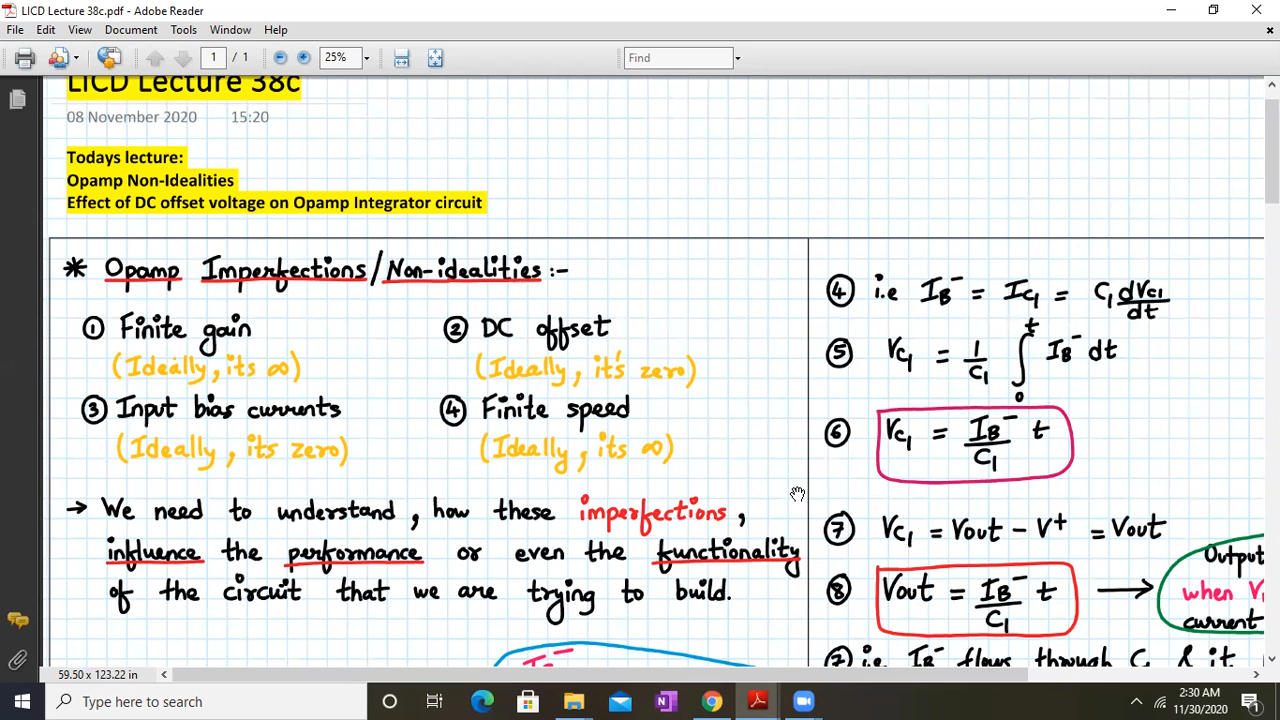 LICD Lecture 38c.pdf - Adobe Reader
File Edit View Document Tools Window Help
1 / 1 25% Find
LICD Lecture 38c
08 November 2020 15:20
Todays lecture:
Opamp Non-Idealities
Effect of DC offset voltage on Opamp Integrator circuit
* Opamp Imperfections/Non-idealities :-
① Finite gain ② DC offset
(Ideally, its ∞) (Ideally, it's zero)
③ Input bias currents ④ Finite speed
(Ideally, its zero) (Ideally, its ∞)
→ We need to understand, how these imperfections,
influence the performance or even the functionality
of the circuit that we are trying to build.
④ i.e IB⁻ = IC1 = C1 dVC1/dt
⑤ VC1 = 1/C1 ∫₀ᵗ IB⁻ dt
⑥ VC1 = IB⁻/C1 t
⑦ VC1 = Vout - V⁺ = Vout
⑧ Vout = IB⁻/C1 t → Output
when
current
i.e IB⁻ flows through C & it
59.50 x 123.22 in
Type here to search
2:30 AM
11/30/2020